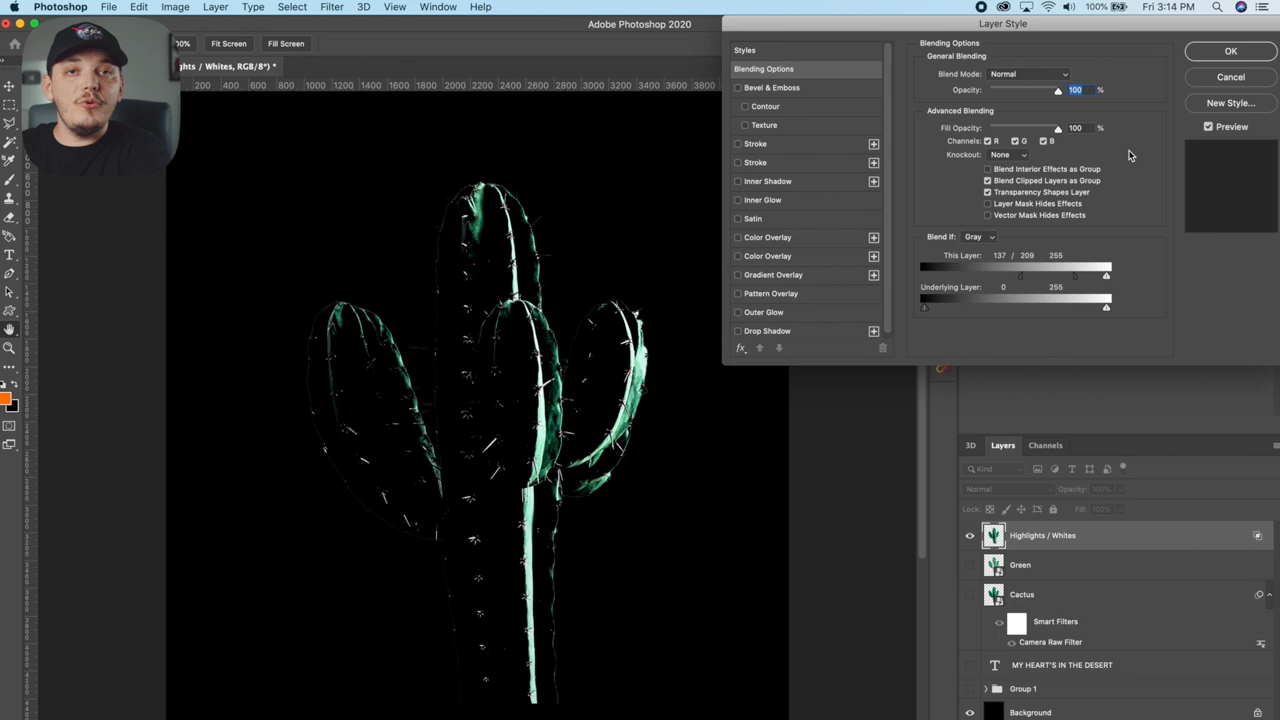 Photoshop File Edit Image Layer Type Select Filter 3D View Window Help 100% Fri 3:14 PM
Adobe Photoshop 2020
Layer Style
00% Fit Screen Fill Screen
ghts / Whites, RGB/8*) *
200 400 600 800 1000 1200 1400 1600 1800 2000 2200 2400 2600 2800 3000 3200 3400 3600 3800
Styles
Blending Options
Bevel & Emboss
Contour
Texture
Stroke
Stroke
Inner Shadow
Inner Glow
Satin
Color Overlay
Color Overlay
Gradient Overlay
Pattern Overlay
Outer Glow
Drop Shadow
fx
Blending Options
General Blending
Blend Mode: Normal
Opacity: 100 %
Advanced Blending
Fill Opacity: 100 %
Channels: R G B
Knockout: None
Blend Interior Effects as Group
Blend Clipped Layers as Group
Transparency Shapes Layer
Layer Mask Hides Effects
Vector Mask Hides Effects
Blend If: Gray
This Layer: 137 / 209 255
Underlying Layer: 0 255
OK
Cancel
New Style...
Preview
3D Layers Channels
Kind
Normal Opacity: 100%
Lock: Fill: 100%
Highlights / Whites
Green
Cactus
Smart Filters
Camera Raw Filter
T MY HEART'S IN THE DESERT
Group 1
Background